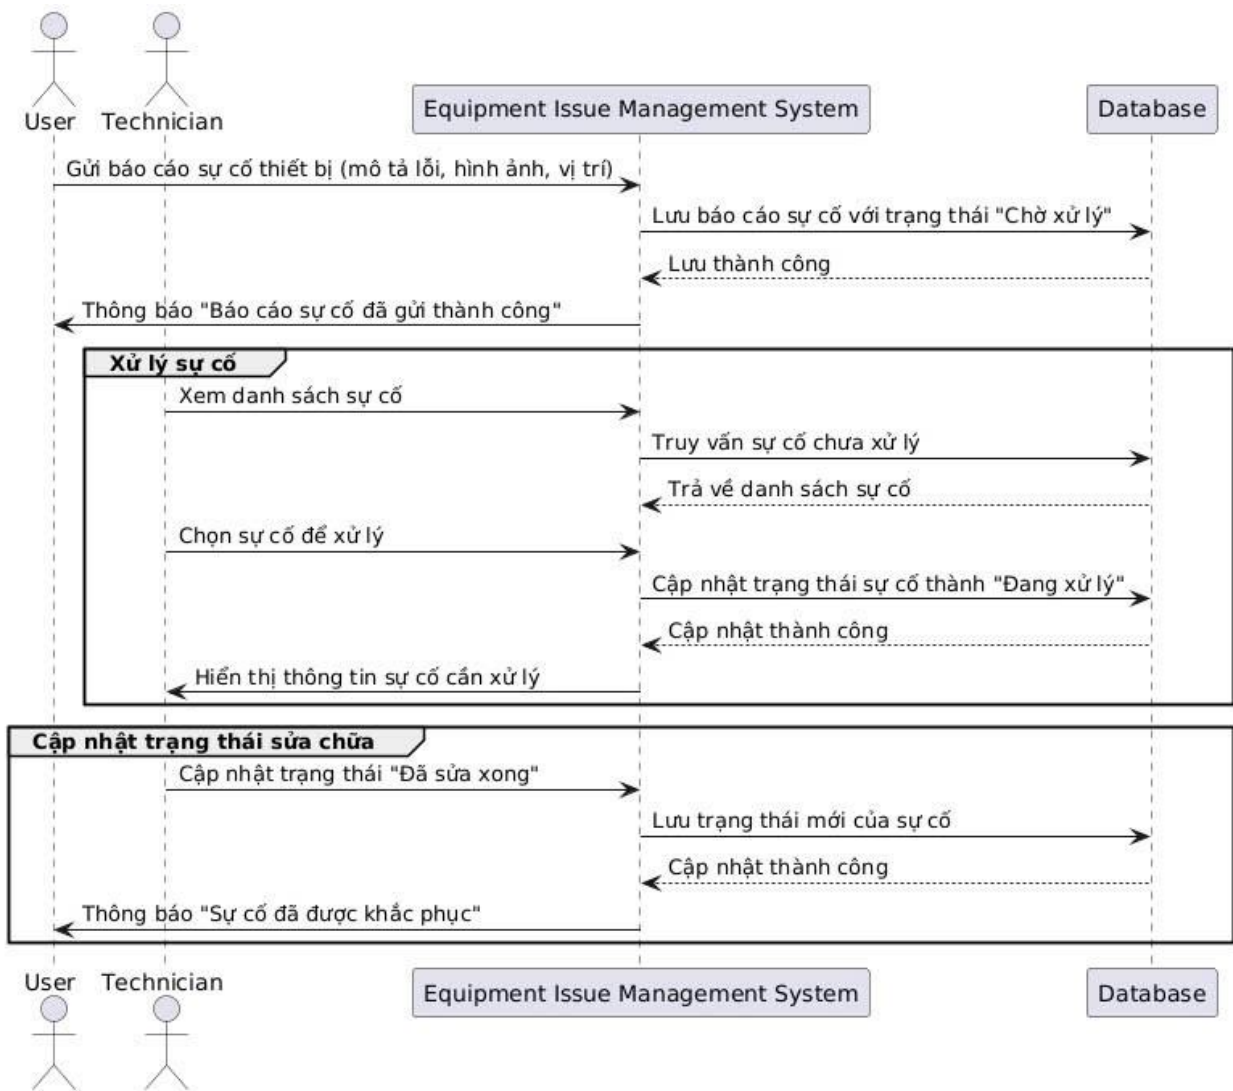 User Technician
Equipment Issue Management System Database
Gửi báo cáo sự cố thiết bị (mô tả lỗi, hình ảnh, vị trí)
Lưu báo cáo sự cố với trạng thái "Chờ xử lý"
Lưu thành công
Thông báo "Báo cáo sự cố đã gửi thành công"
Xử lý sự cố
Xem danh sách sự cố
Truy vấn sự cố chưa xử lý
Trả về danh sách sự cố
Chọn sự cố để xử lý
Cập nhật trạng thái sự cố thành "Đang xử lý"
Cập nhật thành công
Hiển thị thông tin sự cố cần xử lý
Cập nhật trạng thái sửa chữa
Cập nhật trạng thái "Đã sửa xong"
Lưu trạng thái mới của sự cố
Cập nhật thành công
Thông báo "Sự cố đã được khắc phục"
User Technician
Equipment Issue Management System Database